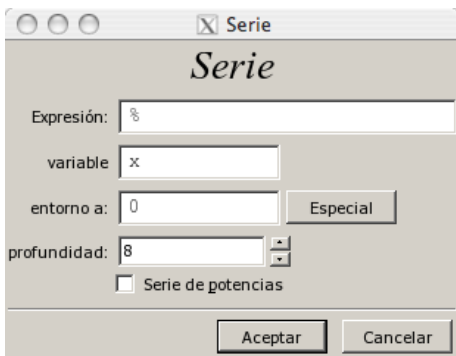 Serie
Serie
Expresión: %
variable x
entorno a: 0 Especial
profundidad: 8
Serie de potencias
Aceptar Cancelar